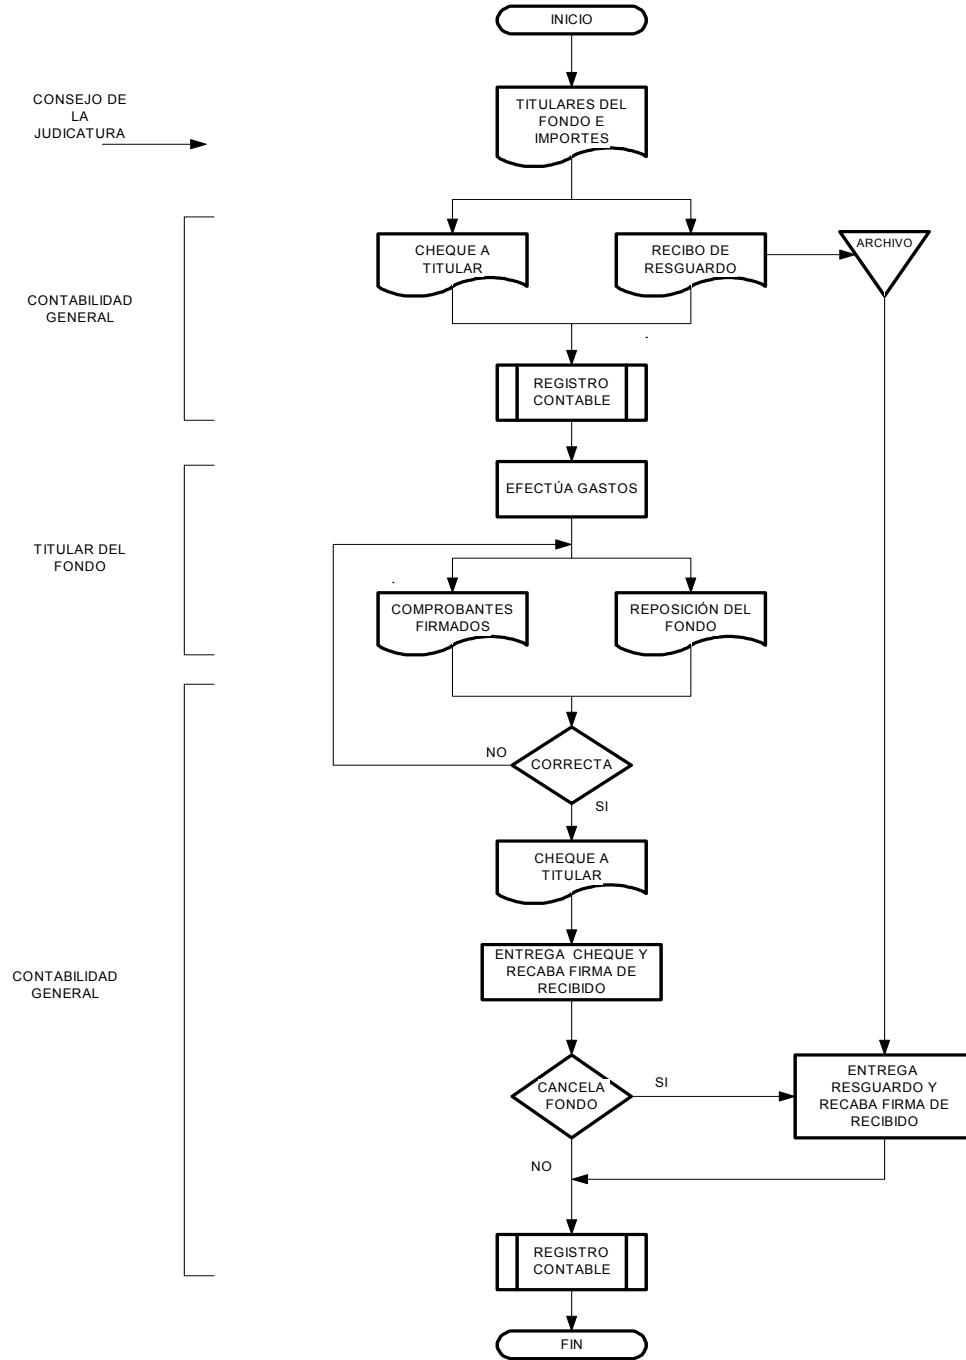 INICIO
CONSEJO DE
LA
JUDICATURA
TITULARES DEL
FONDO E
IMPORTES
CONTABILIDAD
GENERAL
CHEQUE A
TITULAR
RECIBO DE
RESGUARDO
ARCHIVO
REGISTRO
CONTABLE
TITULAR DEL
FONDO
EFECTÚA GASTOS
COMPROBANTES
FIRMADOS
REPOSICIÓN DEL
FONDO
CONTABILIDAD
GENERAL
NO
CORRECTA
SI
CHEQUE A
TITULAR
ENTREGA CHEQUE Y
RECABA FIRMA DE
RECIBIDO
CANCELA
FONDO
SI
ENTREGA
RESGUARDO Y
RECABA FIRMA DE
RECIBIDO
NO
REGISTRO
CONTABLE
FIN